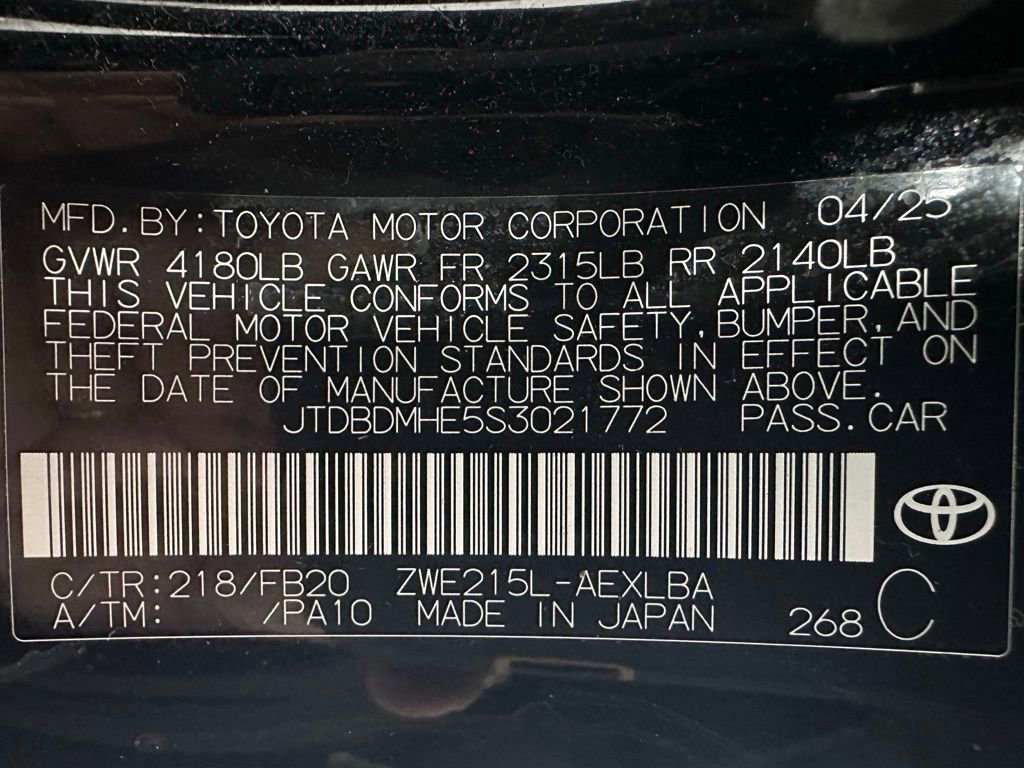 MFD.BY:TOYOTA MOTOR CORPORATION 04/25
GVWR 4180LB GAWR FR 2315LB RR 2140LB
THIS VEHICLE CONFORMS TO ALL APPLICABLE
FEDERAL MOTOR VEHICLE SAFETY,BUMPER,AND
THEFT PREVENTION STANDARDS IN EFFECT ON
THE DATE OF MANUFACTURE SHOWN ABOVE.
JTDBDMHE5S3021772 PASS.CAR
C/TR:218/FB20 ZWE215L-AEXLBA
A/TM: /PA10 MADE IN JAPAN 268 C